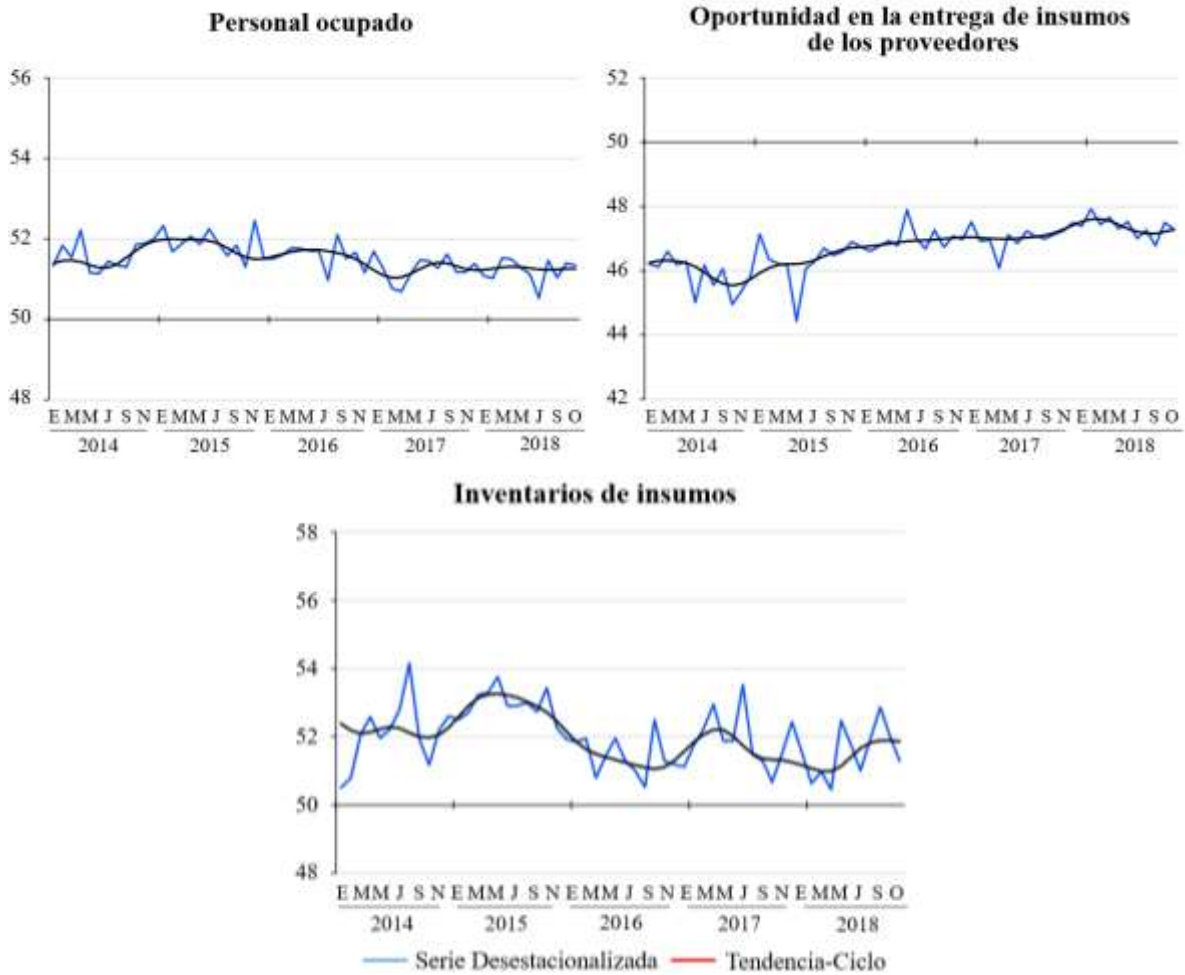 Personal ocupado
56
54
52
50
48
E MM J S N E MM J S N E MM J S N E MM J S N E MM J S O
2014 2015 2016 2017 2018
Oportunidad en la entrega de insumos
de los proveedores
52
50
48
46
44
42
E MM J S N E MM J S N E MM J S N E MM J S N E MM J S O
2014 2015 2016 2017 2018
Inventarios de insumos
58
56
54
52
50
48
E MM J S N E MM J S N E MM J S N E MM J S N E MM J S O
2014 2015 2016 2017 2018
Serie Desestacionalizada Tendencia-Ciclo